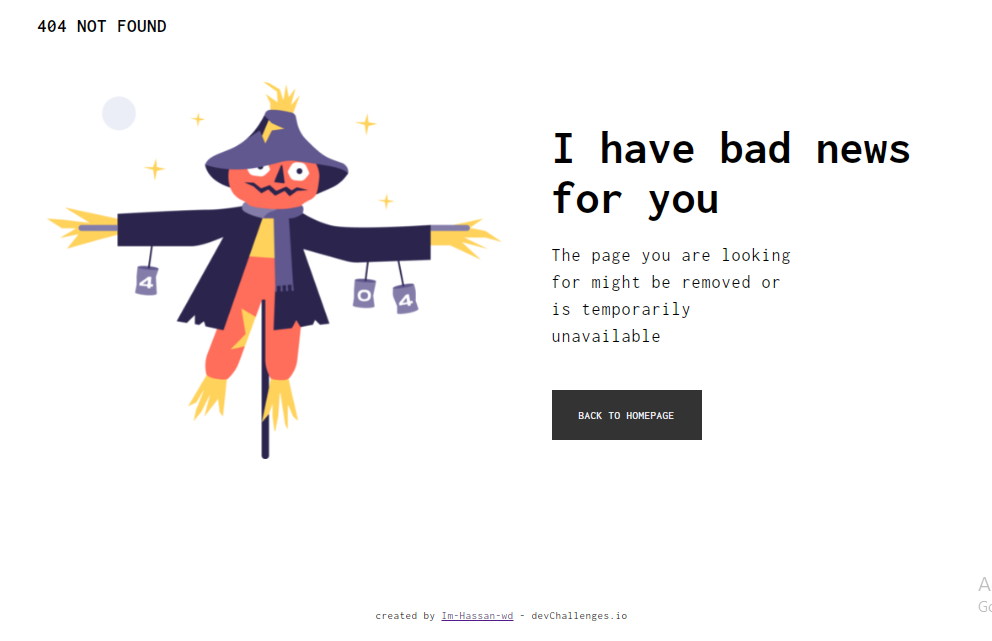 404 NOT FOUND
I have bad news
for you
The page you are looking
for might be removed or
is temporarily
unavailable
4
0
4
BACK TO HOMEPAGE
created by Im-Hassan-wd - devChallenges.io